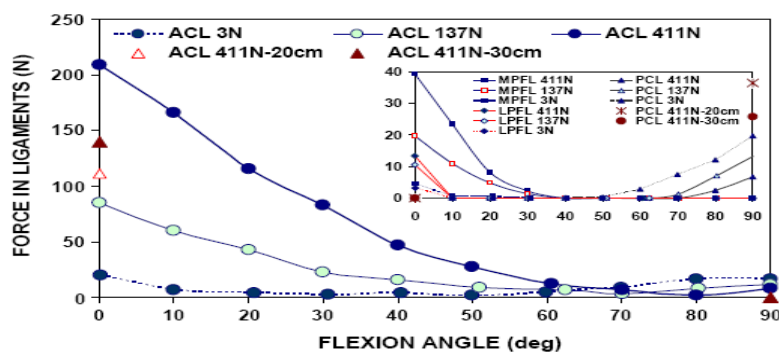 ACL 3N ACL 137N ACL 411N
ACL 411N-20cm ACL 411N-30cm
FORCE IN LIGAMENTS (N)
250
200
150
100
50
0
0 10 20 30 40 50 60 70 80 90
FLEXION ANGLE (deg)
40
30
20
10
0
0 10 20 30 40 50 60 70 80 90
MPFL 411N PCL 411N
MPFL 137N PCL 137N
MPFL 3N PCL 3N
LPFL 411N PCL 411N-20cm
LPFL 137N PCL 411N-30cm
LPFL 3N